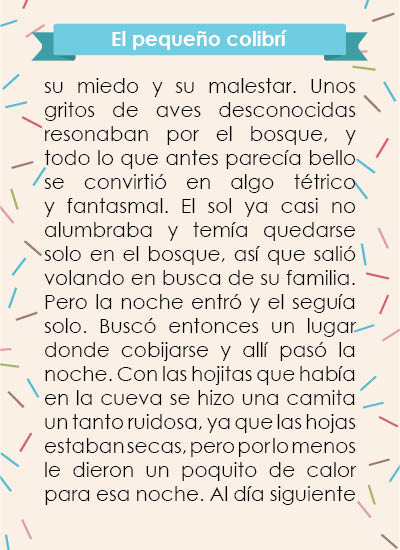 El pequeño colibrí
su miedo y su malestar. Unos
gritos de aves desconocidas
resonaban por el bosque, y
todo lo que antes parecía bello
se convirtió en algo tétrico
y fantasmal. El sol ya casi no
alumbraba y temía quedarse
solo en el bosque, así que salió
volando en busca de su familia.
Pero la noche entró y el seguía
solo. Buscó entonces un lugar
donde cobijarse y allí pasó la
noche. Con las hojitas que había
en la cueva se hizo una camita
un tanto ruidosa, ya que las hojas
estaban secas, pero por lo menos
le dieron un poquito de calor
para esa noche. Al día siguiente